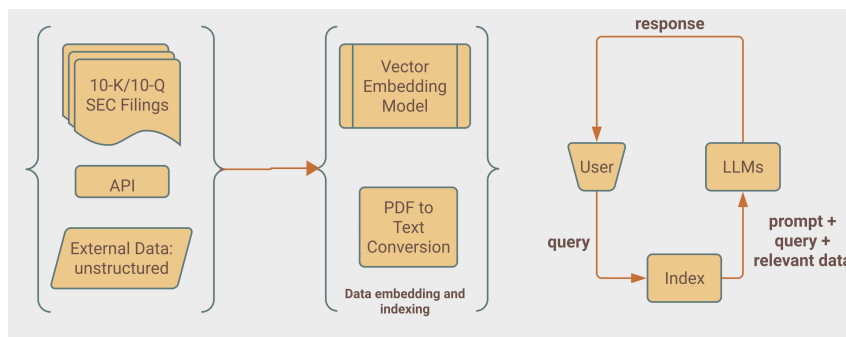 10-K/10-Q
SEC Filings
API
External Data:
unstructured
Vector
Embedding
Model
PDF to
Text
Conversion
Data embedding and
indexing
response
User
LLMs
query
prompt +
query +
relevant data
Index